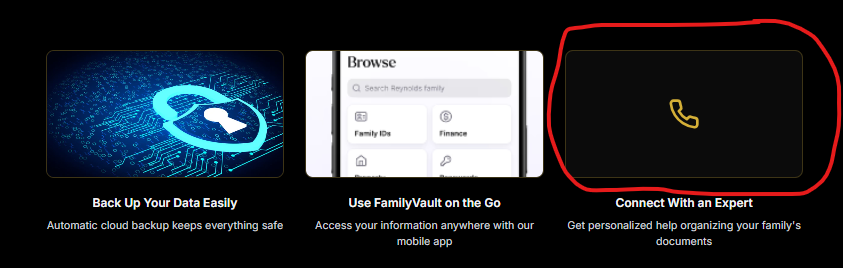 Browse
Search Reynolds family
Family IDs
Finance
Back Up Your Data Easily
Automatic cloud backup keeps everything safe
Use FamilyVault on the Go
Access your information anywhere with our
mobile app
Connect With an Expert
Get personalized help organizing your family's
documents